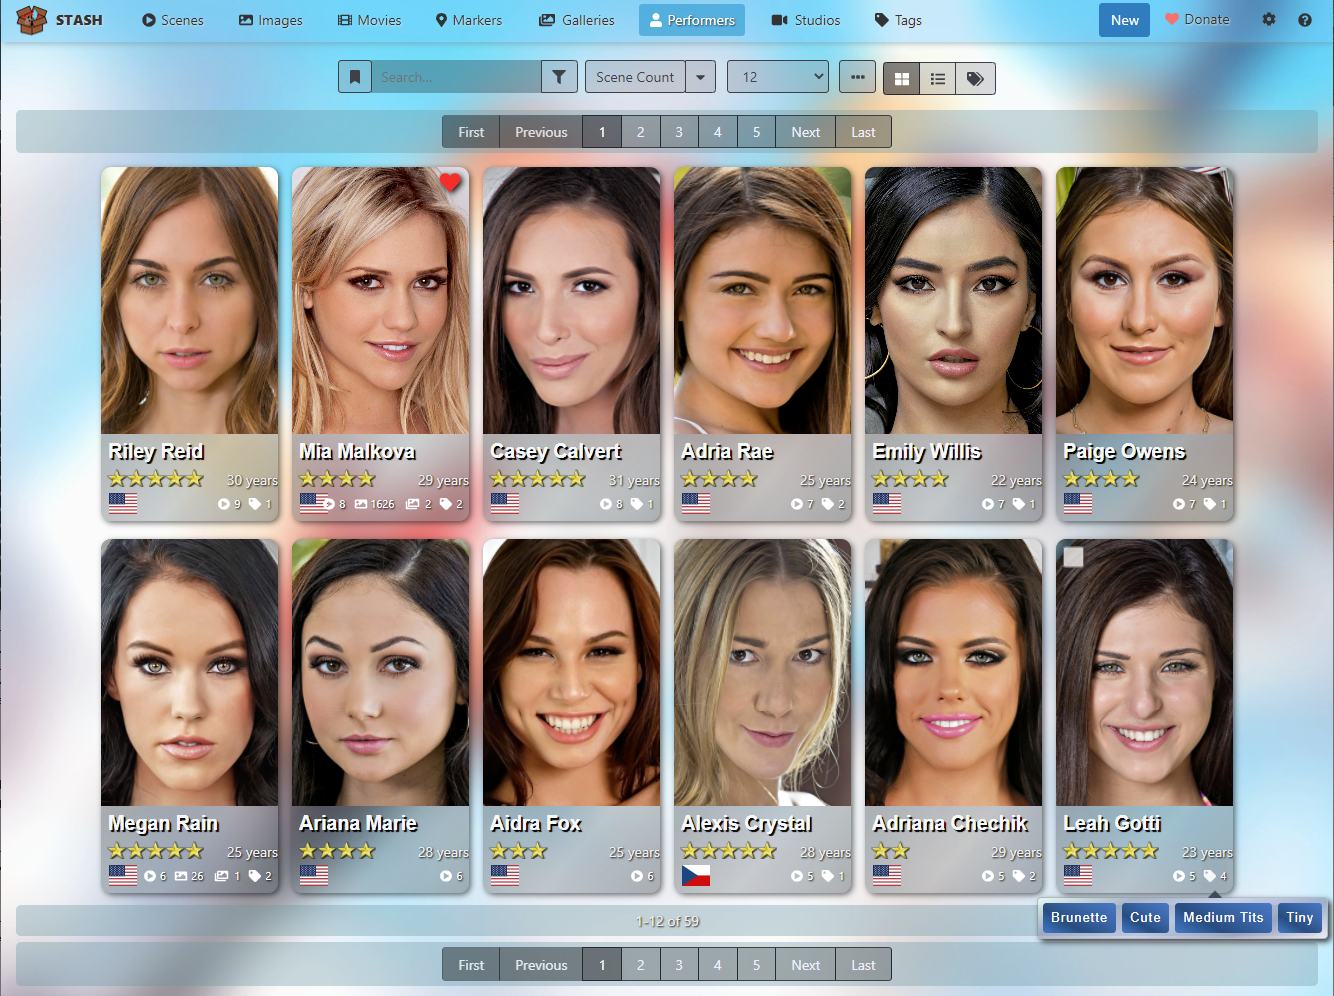 STASH Scenes Images Movies Markers Galleries Performers Studios Tags New Donate
Search... Scene Count 12
First Previous 1 2 3 4 5 Next Last
Riley Reid
30 years
9 1
Mia Malkova
29 years
8 1626 2 2
Casey Calvert
31 years
8 1
Adria Rae
25 years
7 2
Emily Willis
22 years
7 1
Paige Owens
24 years
7 1
Megan Rain
25 years
6 26 1 2
Ariana Marie
28 years
6
Aidra Fox
25 years
6
Alexis Crystal
28 years
5 1
Adriana Chechik
29 years
5 2
Leah Gotti
23 years
5 4
Brunette Cute Medium Tits Tiny
1-12 of 59
First Previous 1 2 3 4 5 Next Last